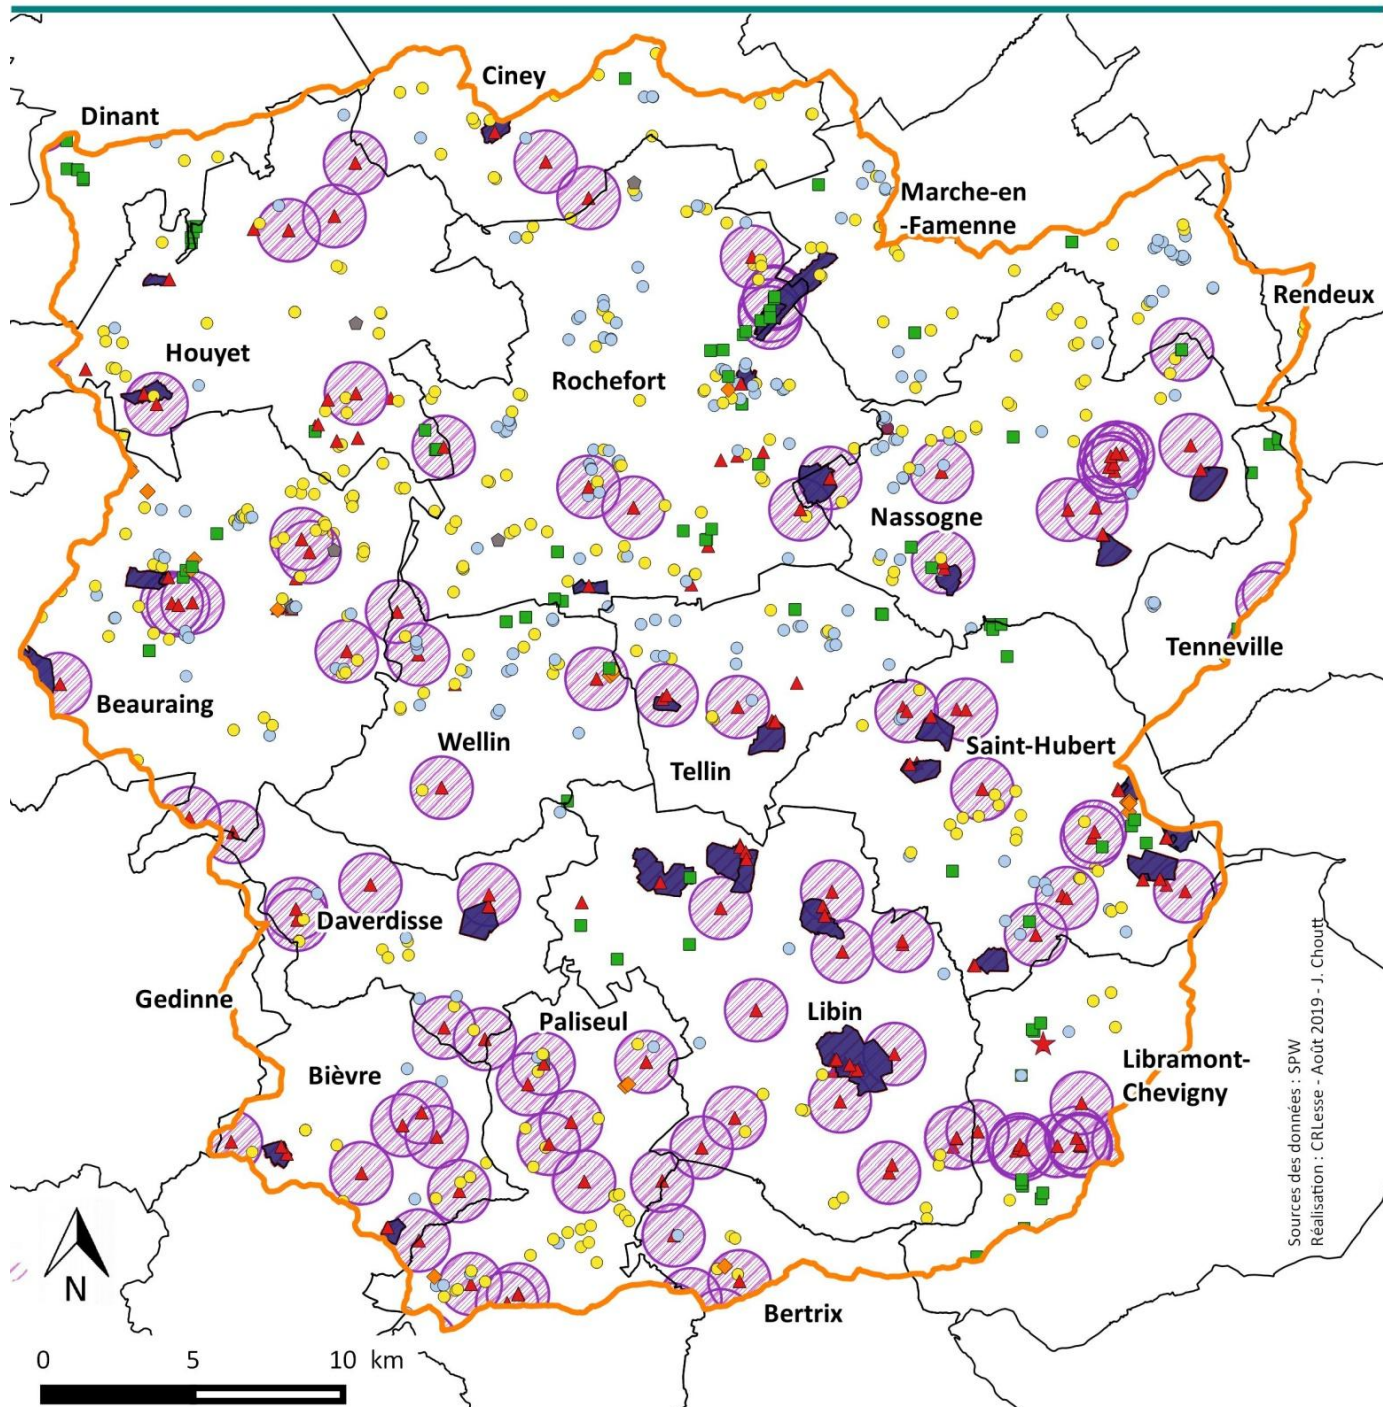 Ciney
Dinant
Marche-en
-Famenne
Rendeux
Houyet
Rochefort
Nassogne
Tenneville
Beauraing
Wellin
Saint-Hubert
Tellin
Daverdisse
Gedinne
Paliseul
Libin
Bièvre
Libramont-
Chevigny
Bertrix
Sources des données : SPW
Réalisation : CRLesse - Août 2019 - J. Choutt
N
0 5 10 km